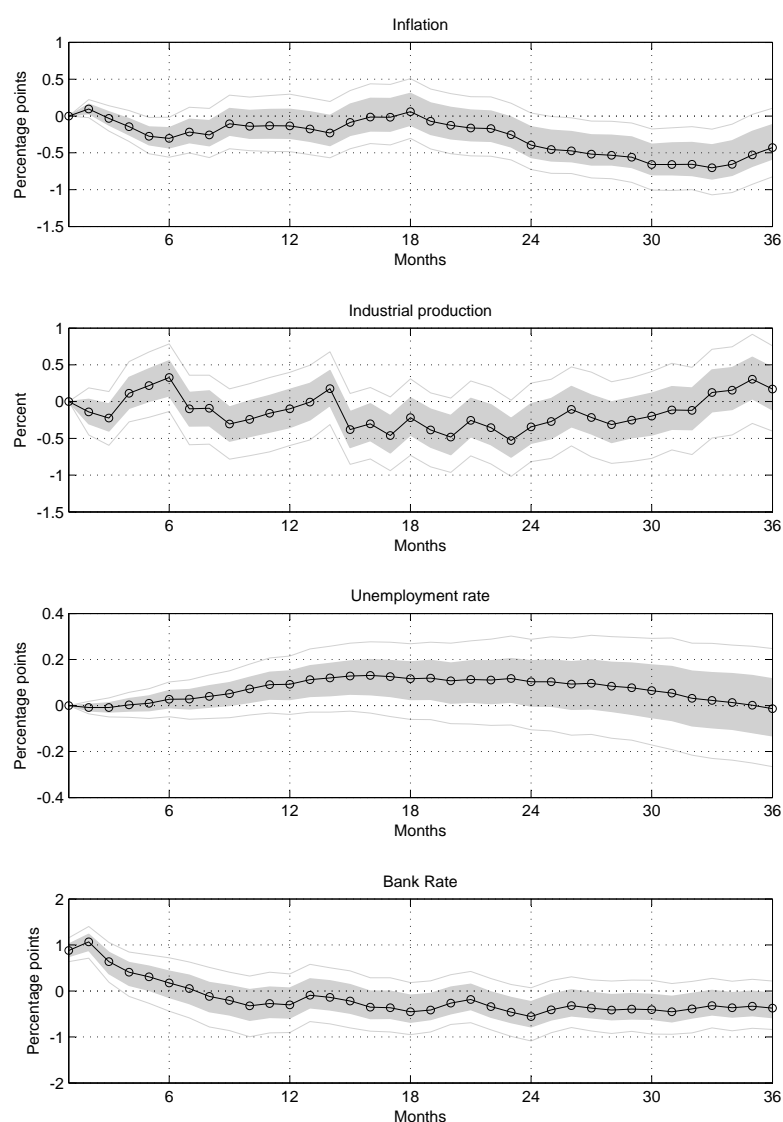 Inflation
1
0.5
0
-0.5
-1
-1.5
Percentage points
6 12 18 24 30 36
Months
Industrial production
1
0.5
0
-0.5
-1
-1.5
Percent
6 12 18 24 30 36
Months
Unemployment rate
0.4
0.2
0
-0.2
-0.4
Percentage points
6 12 18 24 30 36
Months
Bank Rate
2
1
0
-1
-2
Percentage points
6 12 18 24 30 36
Months